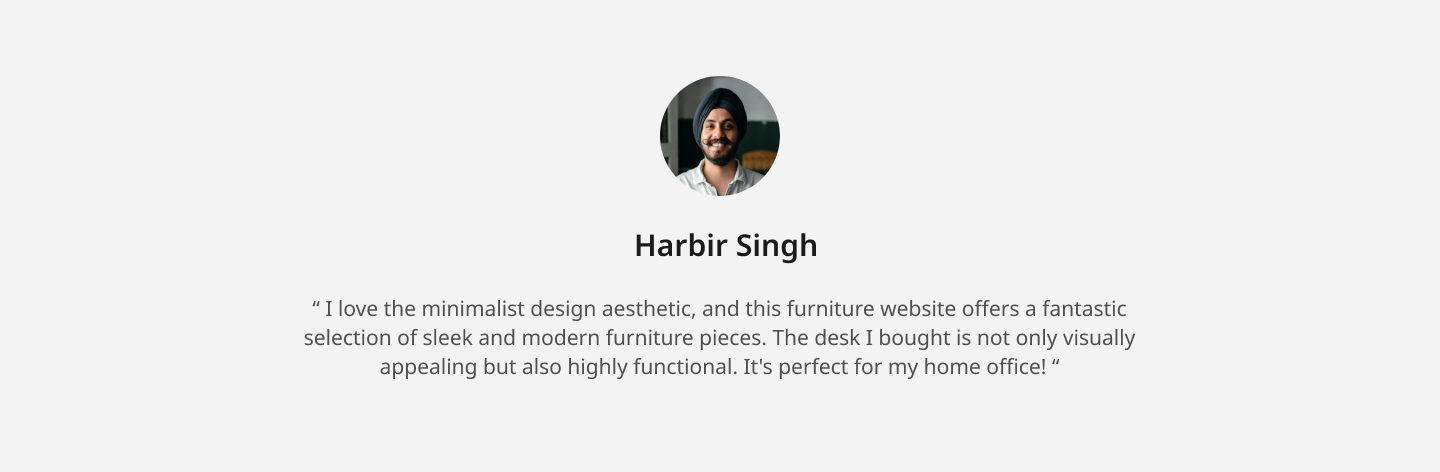 Harbir Singh
“ I love the minimalist design aesthetic, and this furniture website offers a fantastic
selection of sleek and modern furniture pieces. The desk I bought is not only visually
appealing but also highly functional. It's perfect for my home office! “